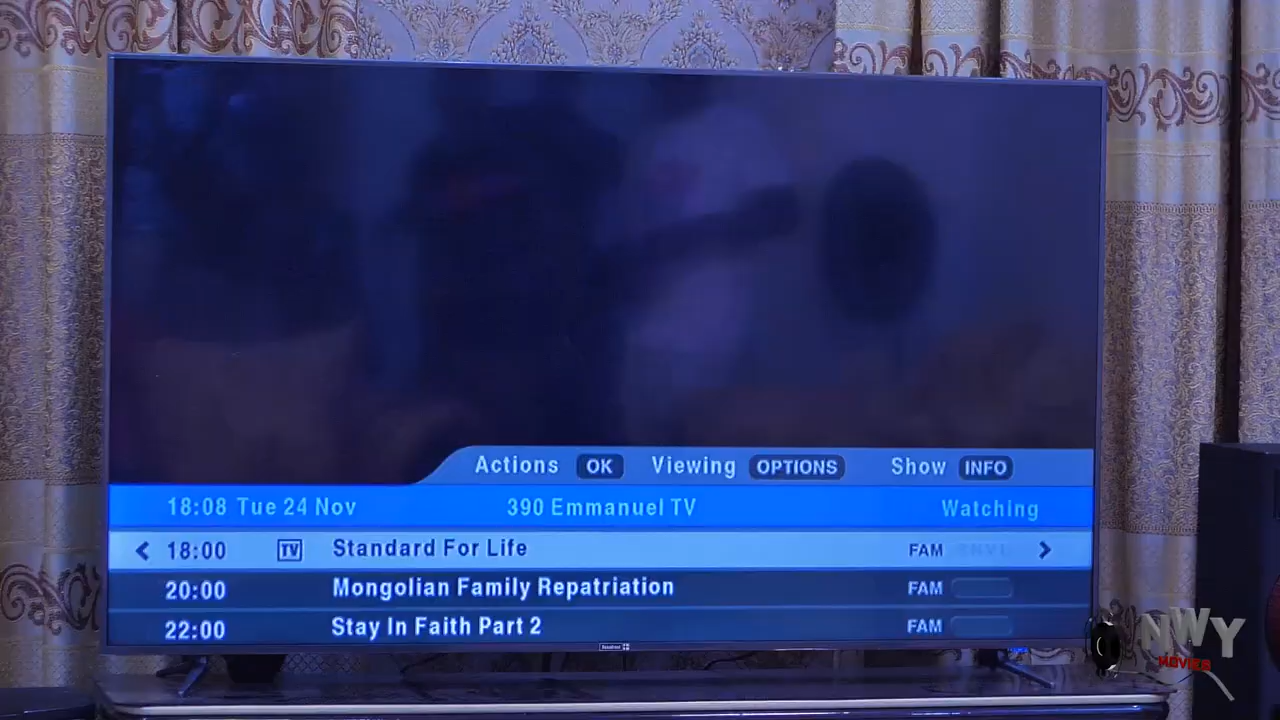 Actions OK Viewing OPTIONS Show INFO
18:08 Tue 24 Nov 390 Emmanuel TV Watching
18:00 TV Standard For Life FAM
20:00 Mongolian Family Repatriation FAM
22:00 Stay In Faith Part 2 FAM
NWY
MOVIES